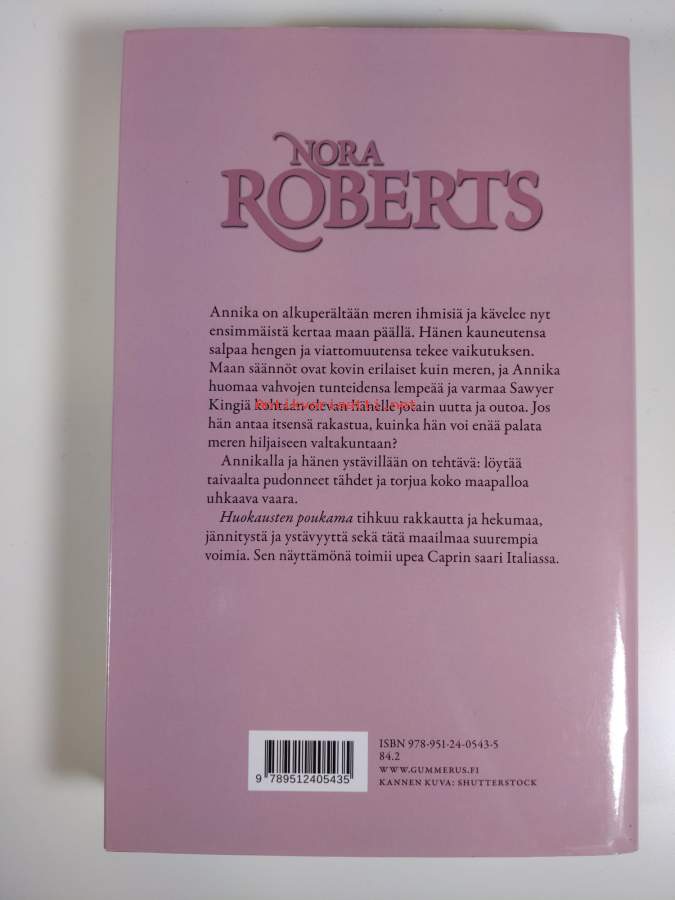 NORA
ROBERTS
Annika on alkuperältään meren ihmisiä ja kävelee nyt
ensimmäistä kertaa maan päällä. Hänen kauneutensa
salpaa hengen ja viattomuutensa tekee vaikutuksen.
Maan säännöt ovat kovin erilaiset kuin meren, ja Annika
huomaa vahvojen tunteidensa lempeää ja varmaa Sawyer
Kingiä kohtaan olevan hänelle jotain uutta ja outoa. Jos
antikvariaatti.net
hän antaa itsensä rakastua, kuinka hän voi enää palata
meren hiljaiseen valtakuntaan?
Annikalla ja hänen ystävillään on tehtävä: löytää
taivaalta pudonneet tähdet ja torjua koko maapalloa
uhkaava vaara.
Huokausten poukama tihkuu rakkautta ja hekumaa,
jännitystä ja ystävyyttä sekä tätä maailmaa suurempia
voimia. Sen näyttämönä toimii upea Caprin saari Italiassa.
ISBN 978-951-24-0543-5
84.2
WWW.GUMMERUS.FI
KANNEN KUVA: SHUTTERSTOCK
9 789512 405435